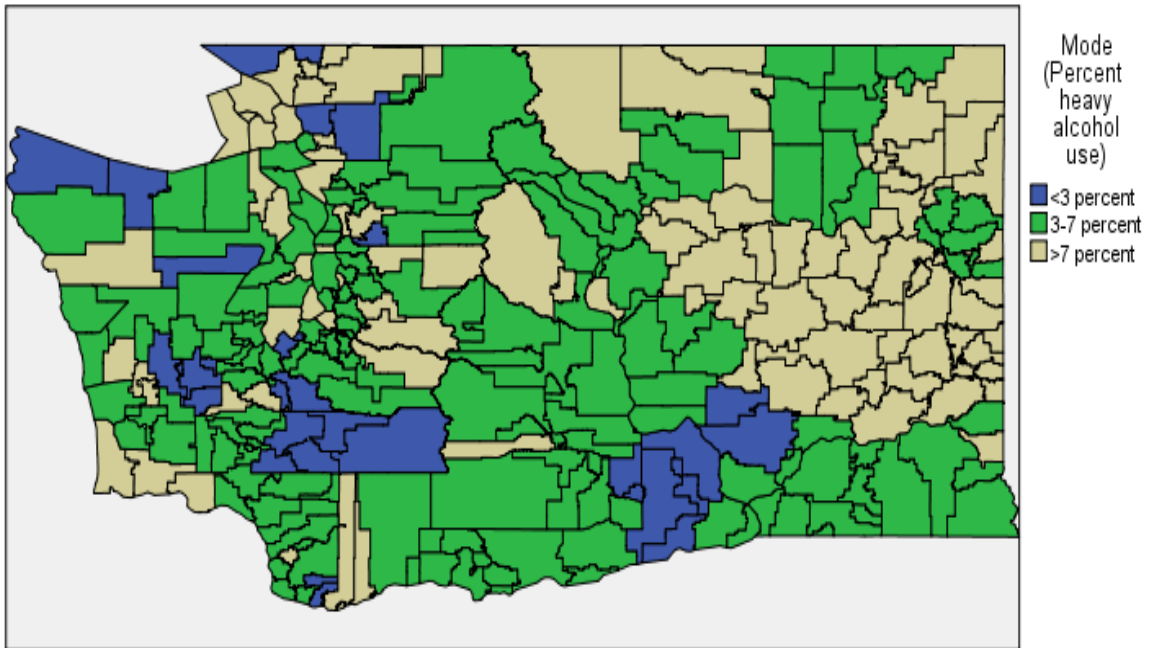 Mode
(Percent
heavy
alcohol
use)
<3 percent
3-7 percent
>7 percent